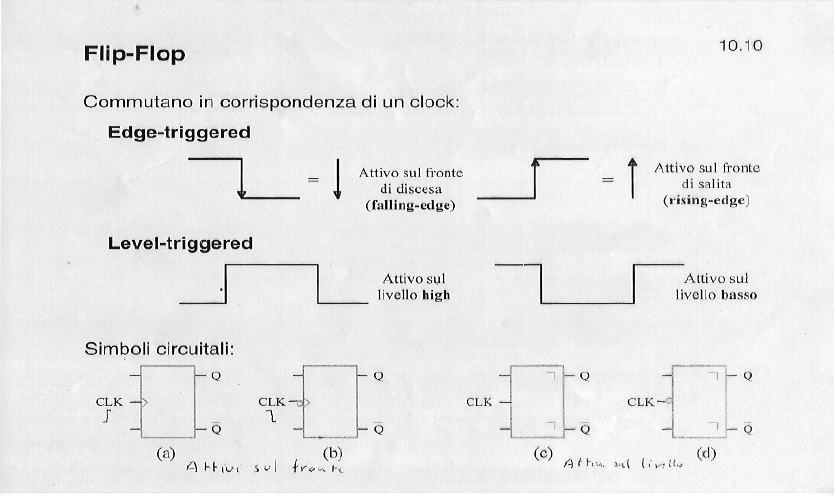 10.10
Flip-Flop
Commutano in corrispondenza di un clock:
Edge-triggered
= Attivo sul fronte
di discesa
(falling-edge)
= Attivo sul fronte
di salita
(rising-edge)
Level-triggered
Attivo sul
livello high
Attivo sul
livello basso
Simboli circuitali:
Q Q Q Q
CLK CLK CLK CLK
Q̅ Q̅ Q̅ Q̅
(a) (b) (c) (d)
Attivi sul fronte
Attivi sul livello